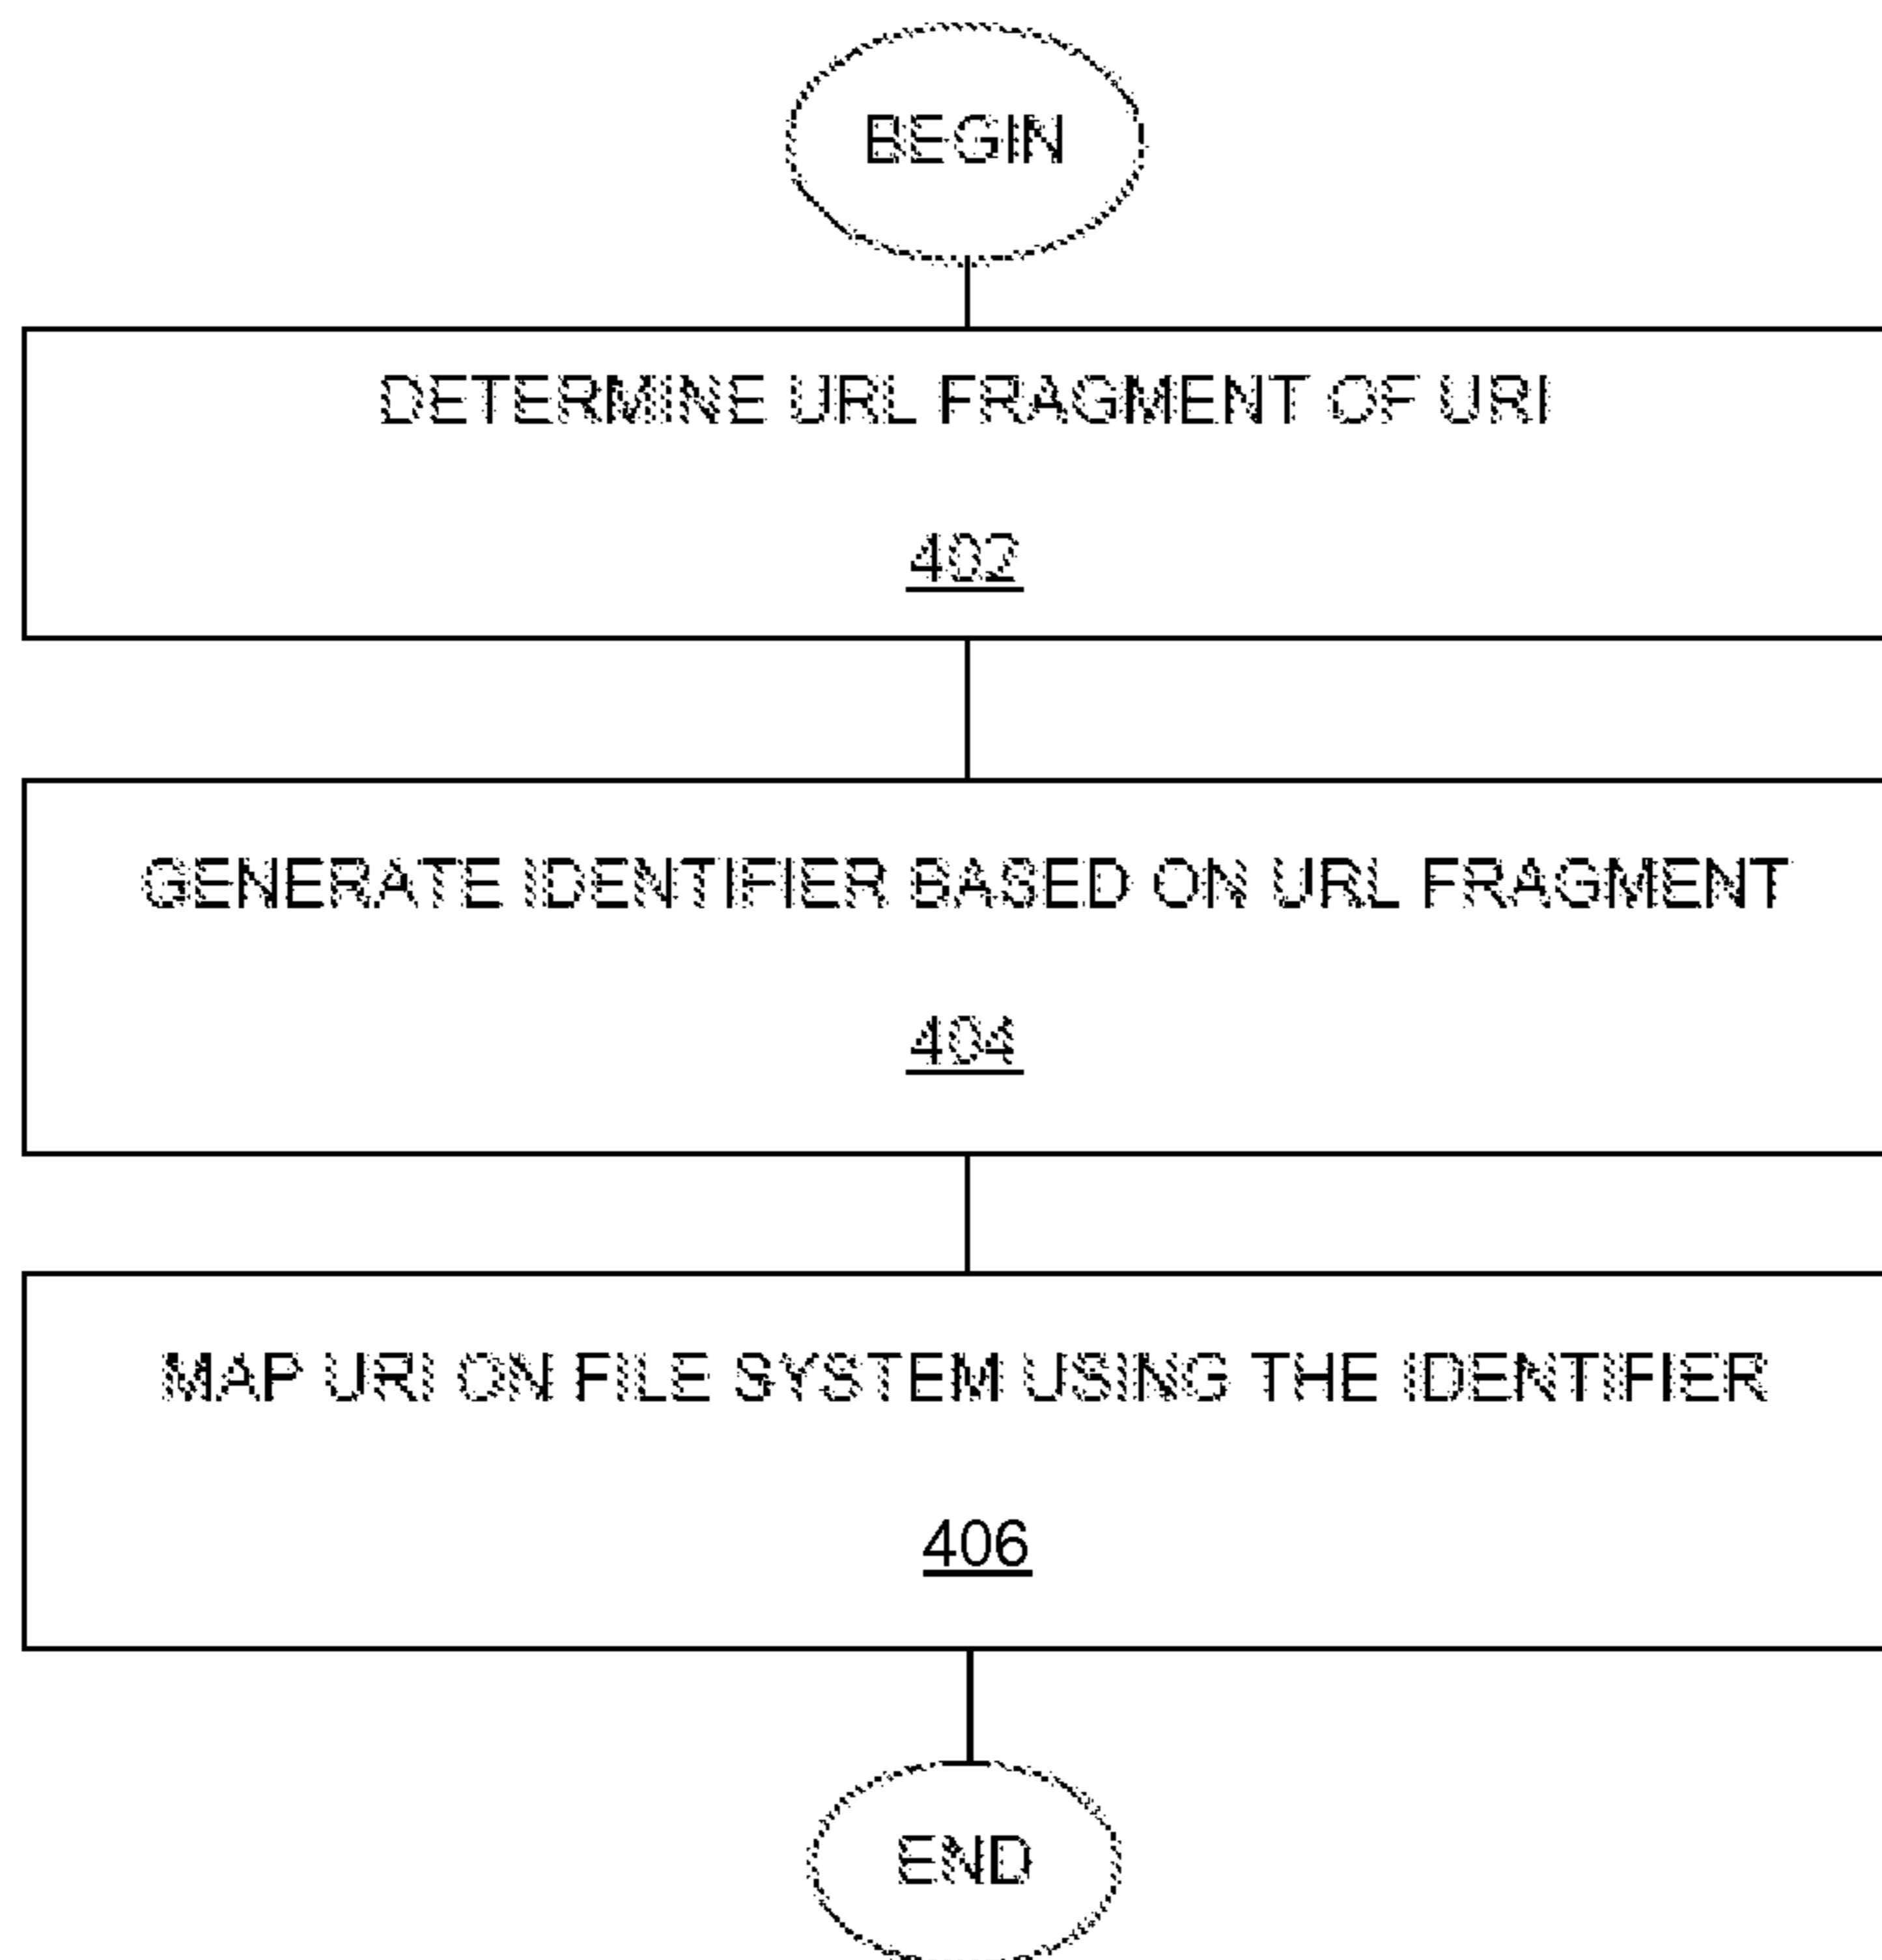 BEGIN
DETERMINE URL FRAGMENT OF URI
402
GENERATE IDENTIFIER BASED ON URL FRAGMENT
404
MAP URI ON FILE SYSTEM USING THE IDENTIFIER
406
END